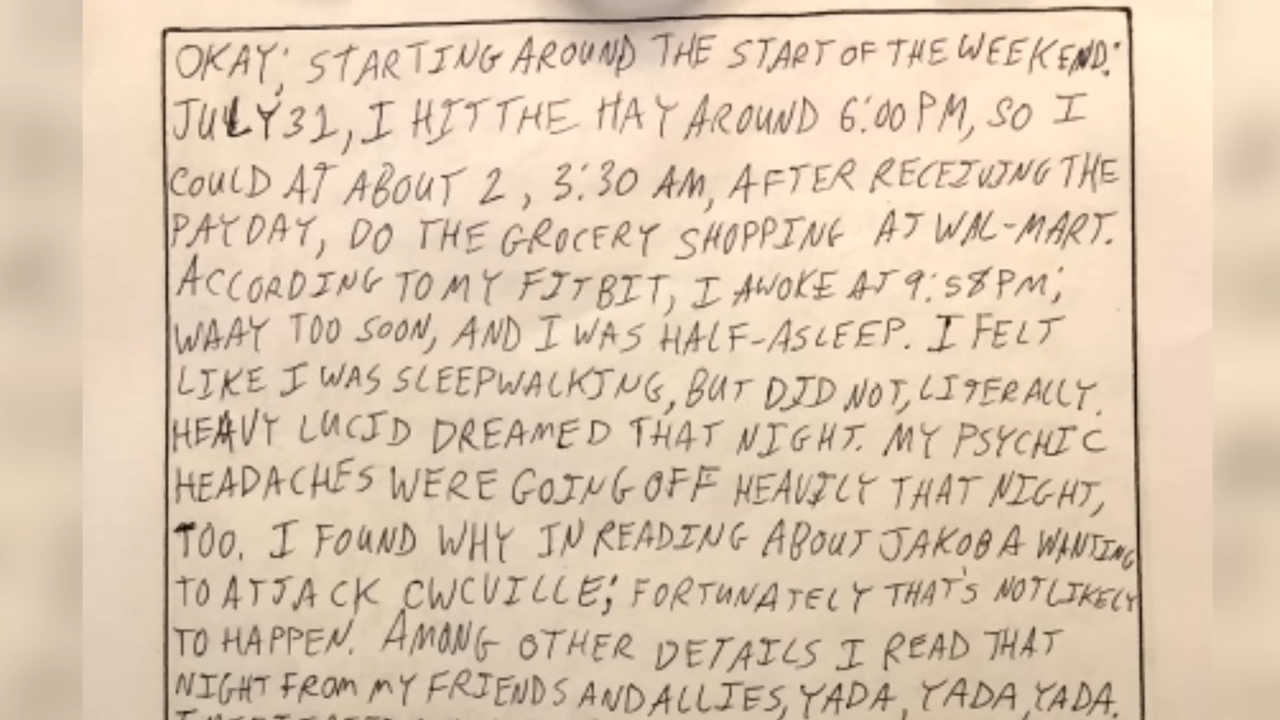 OKAY; STARTING AROUND THE START OF THE WEEKEND:
JULY 31, I HIT THE HAY AROUND 6:00 PM, SO I
COULD AT ABOUT 2, 3:30 AM, AFTER RECEIVING THE
PAYDAY, DO THE GROCERY SHOPPING AT WAL-MART.
ACCORDING TO MY FITBIT, I AWOKE AT 9:58 PM;
WAAY TOO SOON, AND I WAS HALF-ASLEEP. I FELT
LIKE I WAS SLEEPWALKING, BUT DID NOT, LITERALLY.
HEAVY LUCID DREAMED THAT NIGHT. MY PSYCHIC
HEADACHES WERE GOING OFF HEAVILY THAT NIGHT,
TOO. I FOUND WHY IN READING ABOUT JAKOB A WANTING
TO ATTACK CWCVILLE; FORTUNATELY THAT'S NOT LIKELY
TO HAPPEN. AMONG OTHER DETAILS I READ THAT
NIGHT FROM MY FRIENDS AND ALLIES, YADA, YADA, YADA.